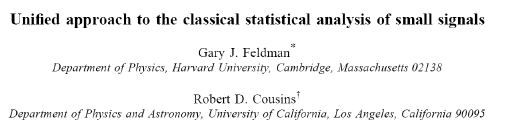 Unified approach to the classical statistical analysis of small signals
Gary J. Feldman*
Department of Physics, Harvard University, Cambridge, Massachusetts 02138
Robert D. Cousins†
Department of Physics and Astronomy, University of California, Los Angeles, California 90095